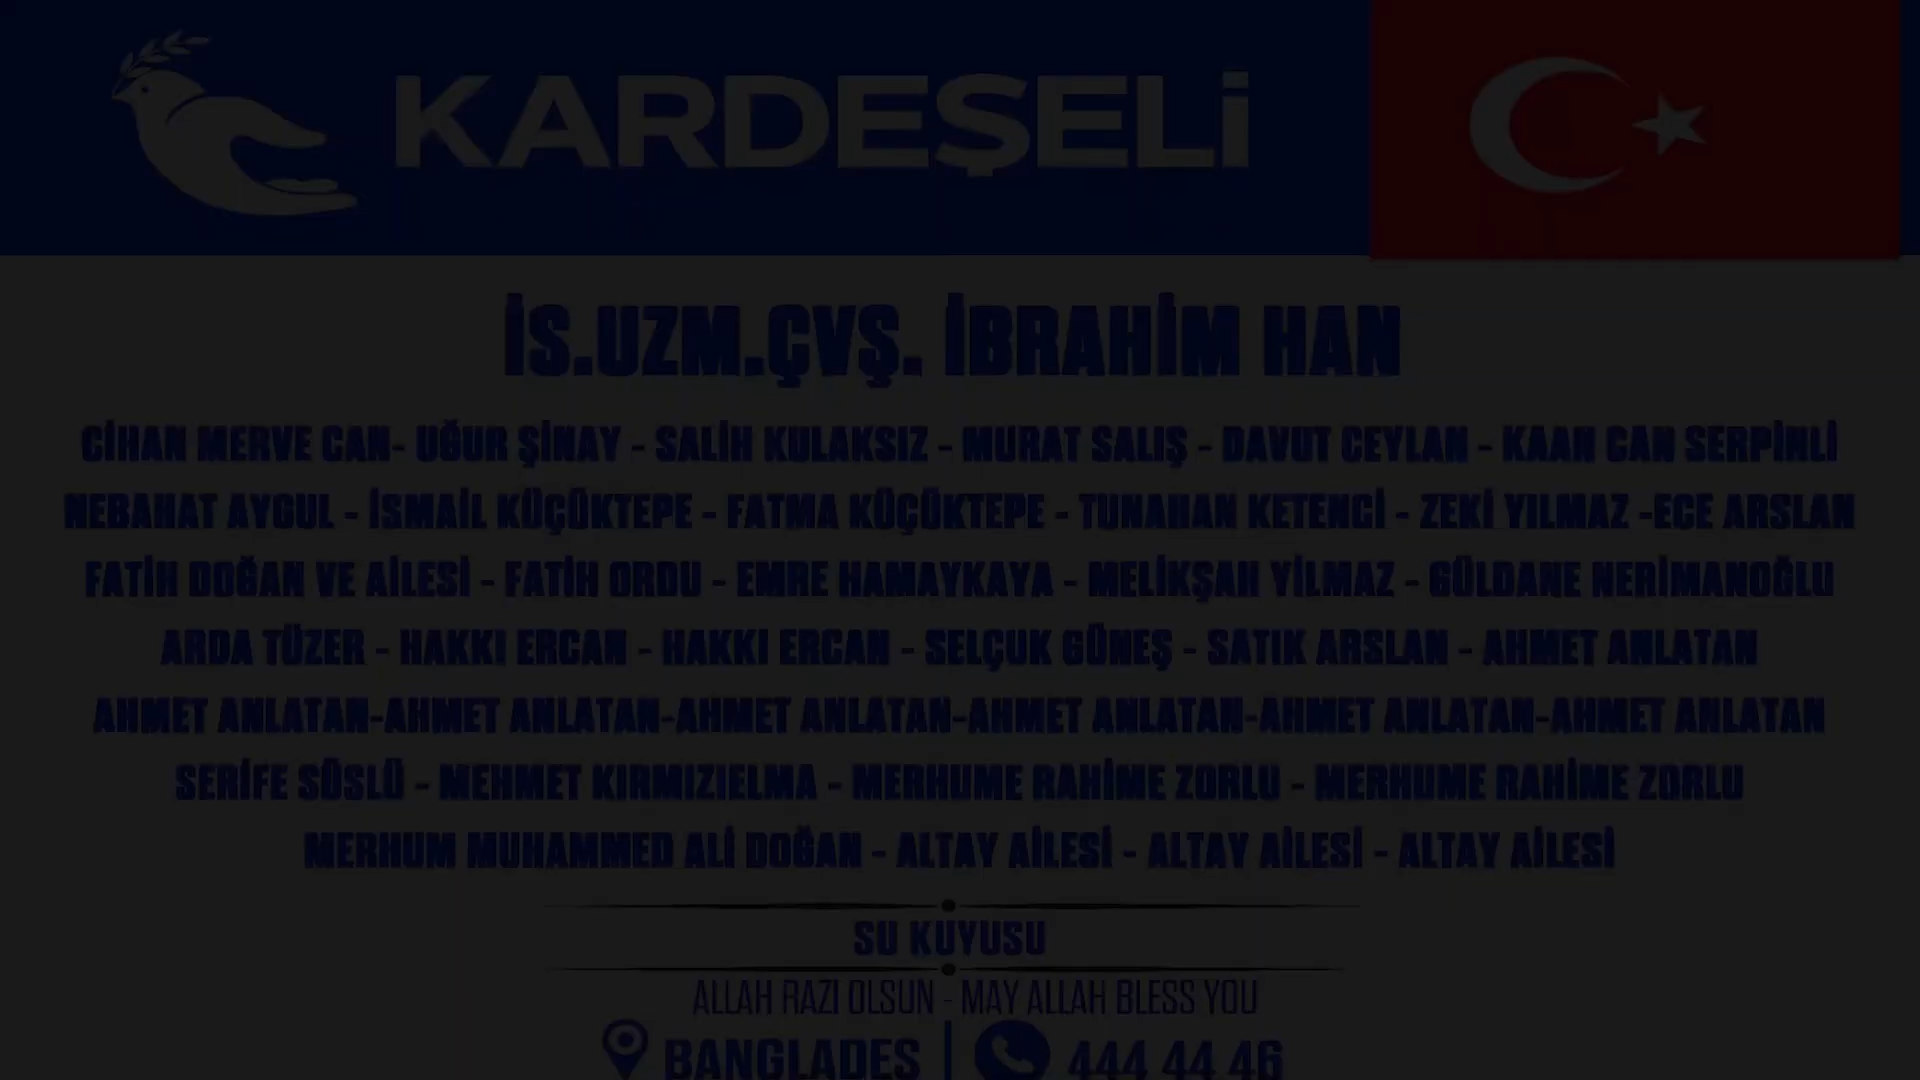 KARDEŞELİ
İS.UZM.ÇVŞ. İBRAHİM HAN
CİHAN MERVE CAN- UĞUR ŞİNAY - SALİH KULAKSIZ - MURAT SALIŞ - DAVUT CEYLAN - KAAN CAN SERPİNLİ
NEBAHAT AYGUL - İSMAİL KÜÇÜKTEPE - FATMA KÜÇÜKTEPE - TUNAHAN KETENCİ - ZEKİ YILMAZ -ECE ARSLAN
FATİH DOĞAN VE AİLESİ - FATİH ORDU - EMRE HAMAYKAYA - MELİKŞAH YİLMAZ - GÜLDANE NERİMANOĞLU
ARDA TÜZER - HAKKI ERCAN - HAKKI ERCAN - SELÇUK GÜNEŞ - SATIK ARSLAN - AHMET ANLATAN
AHMET ANLATAN-AHMET ANLATAN-AHMET ANLATAN-AHMET ANLATAN-AHMET ANLATAN-AHMET ANLATAN
SERİFE SÜSLÜ - MEHMET KIRMIZIELMA - MERHUME RAHİME ZORLU - MERHUME RAHİME ZORLU
MERHUM MUHAMMED ALİ DOĞAN - ALTAY AİLESİ - ALTAY AİLESİ - ALTAY AİLESİ
SU KUYUSU
ALLAH RAZI OLSUN - MAY ALLAH BLESS YOU
BANGLADES | 444 44 46